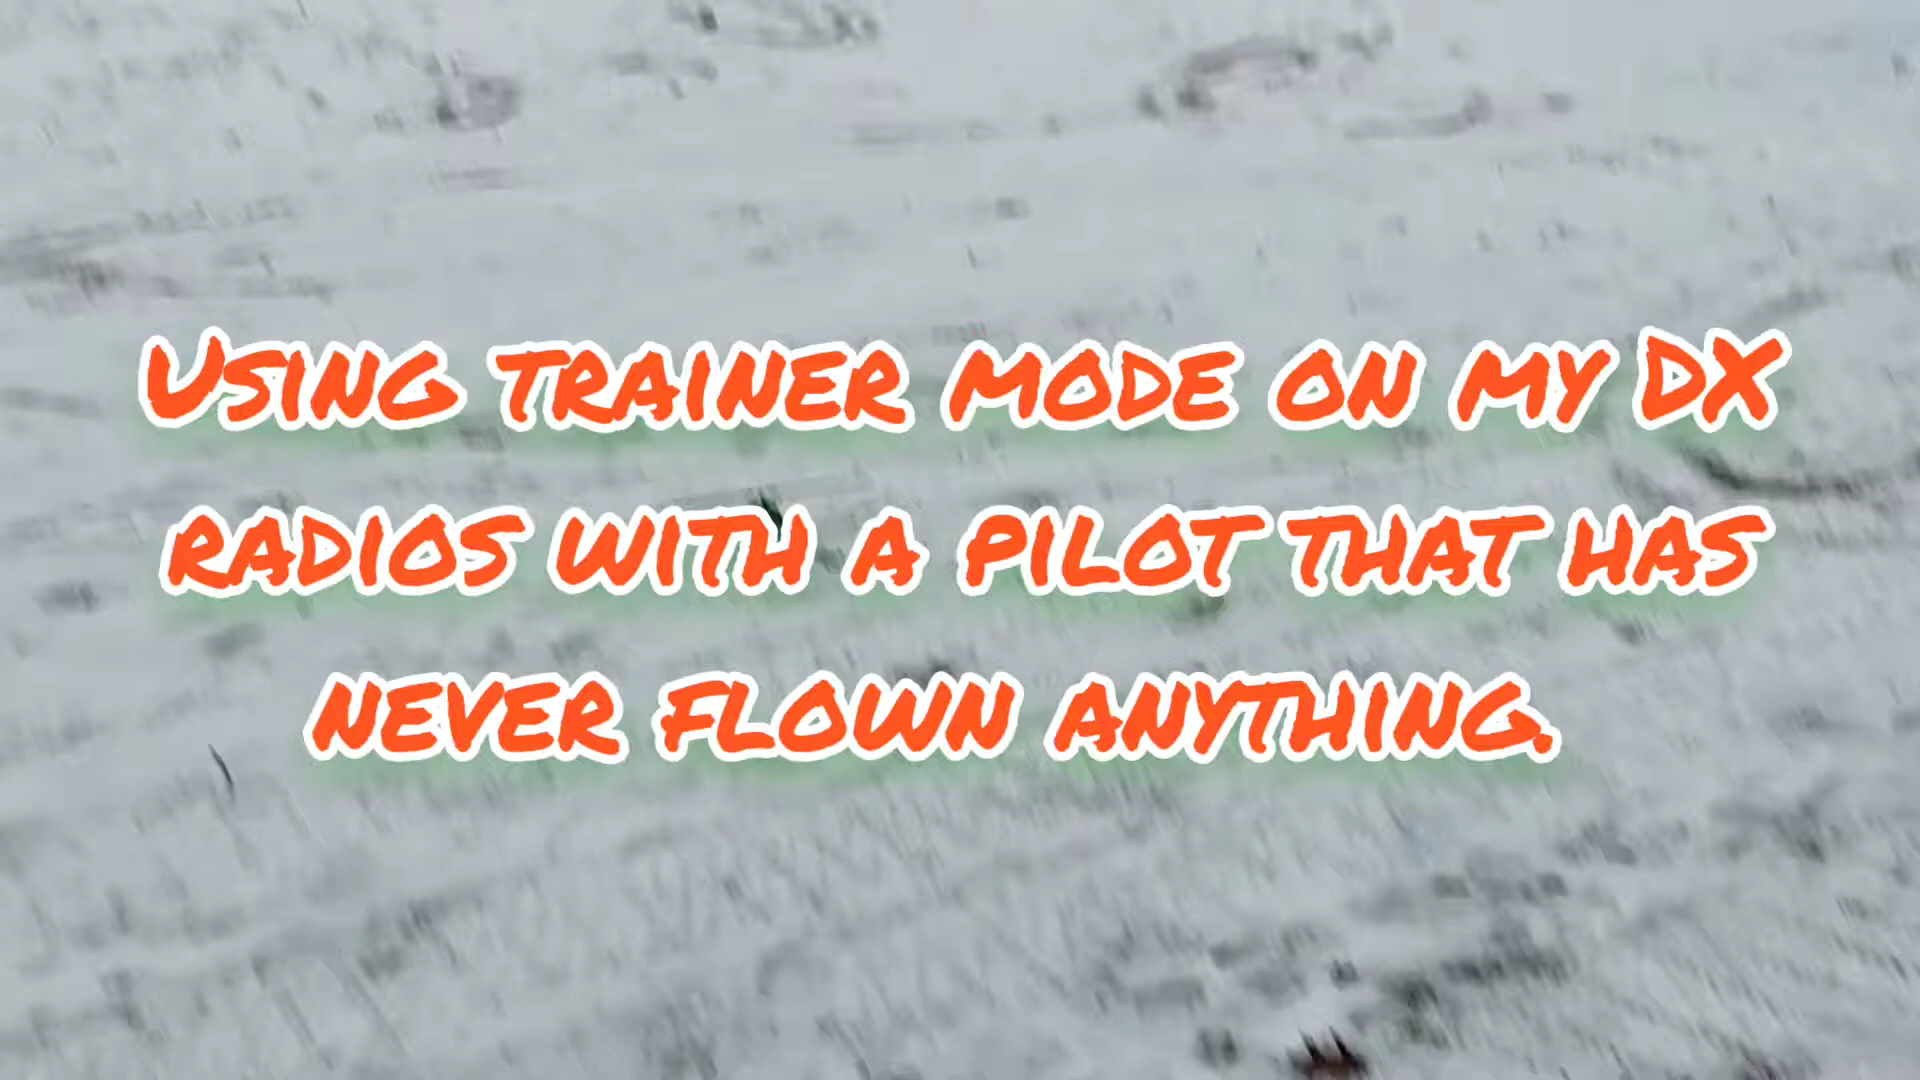 Using trainer mode on my DX
radios with a pilot that has
never flown anything.